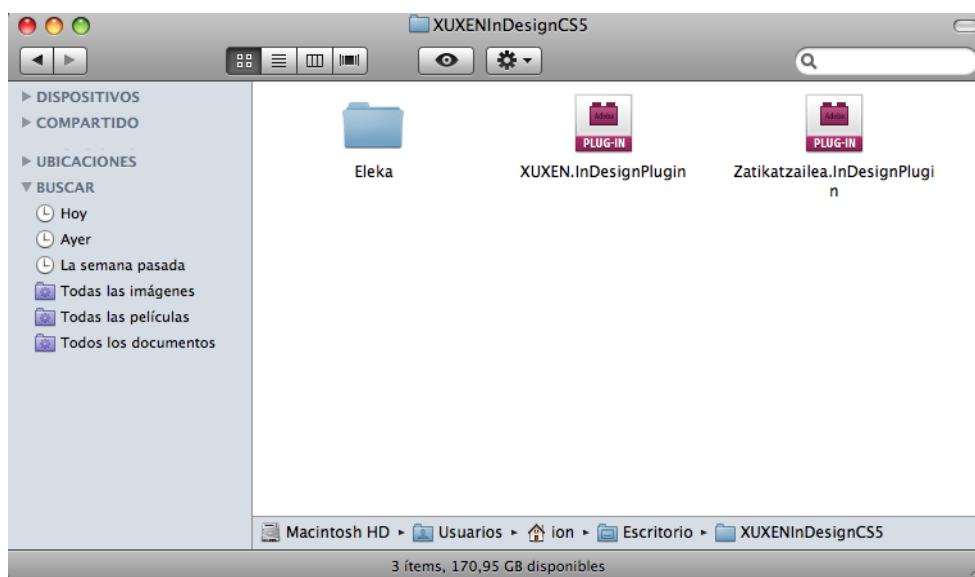 XUXENInDesignCS5
DISPOSITIVOS
COMPARTIDO
UBICACIONES
BUSCAR
Hoy
Ayer
La semana pasada
Todas las imágenes
Todas las películas
Todos los documentos
Eleka
Adobe
PLUG-IN
XUXEN.InDesignPlugin
Adobe
PLUG-IN
Zatikatzailea.InDesignPlugi
n
Macintosh HD ▸ Usuarios ▸ ion ▸ Escritorio ▸ XUXENInDesignCS5
3 ítems, 170,95 GB disponibles